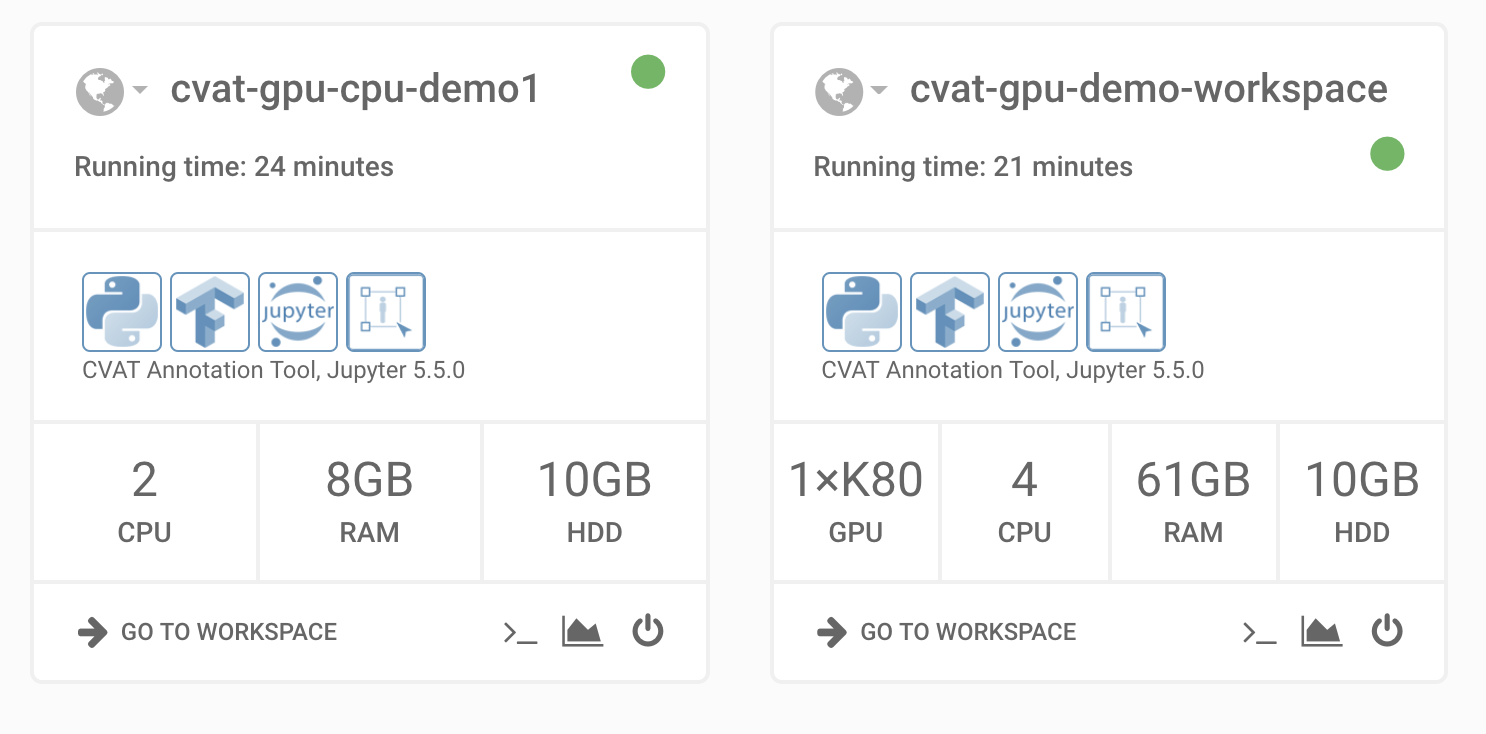 cvat-gpu-cpu-demo1
Running time: 24 minutes
jupyter
CVAT Annotation Tool, Jupyter 5.5.0
2 8GB 10GB
CPU RAM HDD
GO TO WORKSPACE >_
cvat-gpu-demo-workspace
Running time: 21 minutes
jupyter
CVAT Annotation Tool, Jupyter 5.5.0
1×K80 4 61GB 10GB
GPU CPU RAM HDD
GO TO WORKSPACE >_